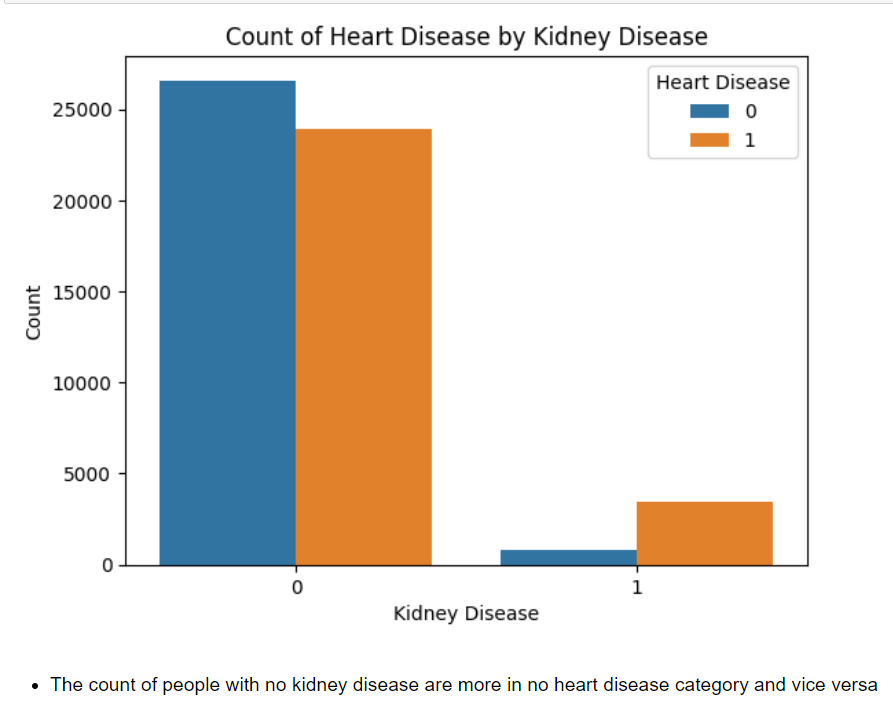 Count of Heart Disease by Kidney Disease
Heart Disease
0
1
25000
20000
15000
10000
5000
0
Count
0 1
Kidney Disease
• The count of people with no kidney disease are more in no heart disease category and vice versa